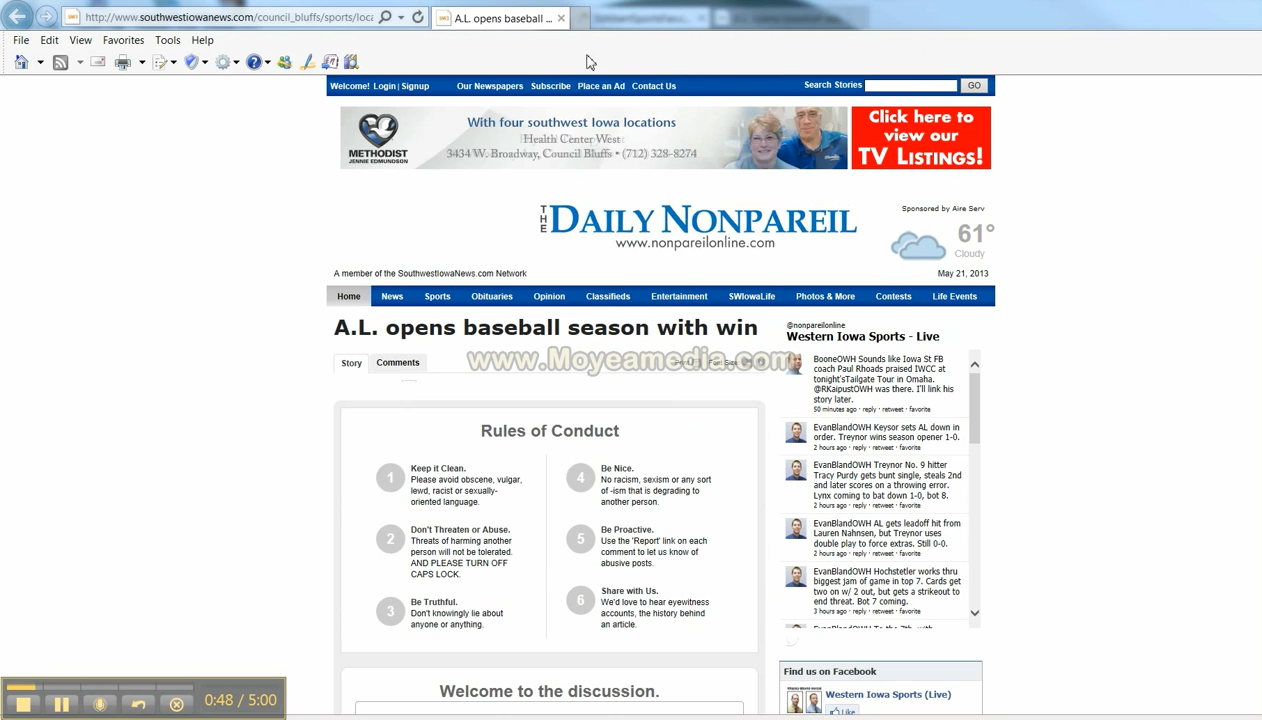 http://www.southwestiowanews.com/council_bluffs/sports/loca
A.L. opens baseball ...
File Edit View Favorites Tools Help
Welcome! Login | Signup
Our Newspapers Subscribe Place an Ad Contact Us
Search Stories
GO
METHODIST
JENNIE EDMUNDSON
With four southwest Iowa locations
Health Center West
3434 W. Broadway, Council Bluffs • (712) 328-8274
Click here to
view our
TV LISTINGS!
THE DAILY NONPAREIL
www.nonpareilonline.com
Sponsored by Aire Serv
61°
Cloudy
A member of the SouthwestIowaNews.com Network
May 21, 2013
Home News Sports Obituaries Opinion Classifieds Entertainment SWIowaLife Photos & More Contests Life Events
A.L. opens baseball season with win
Story Comments
www.Moyeamedia.com
Rules of Conduct
1 Keep it Clean.
Please avoid obscene, vulgar,
lewd, racist or sexually-
oriented language.
2 Don't Threaten or Abuse.
Threats of harming another
person will not be tolerated.
AND PLEASE TURN OFF
CAPS LOCK.
3 Be Truthful.
Don't knowingly lie about
anyone or anything.
4 Be Nice.
No racism, sexism or any sort
of -ism that is degrading to
another person.
5 Be Proactive.
Use the 'Report' link on each
comment to let us know of
abusive posts.
6 Share with Us.
We'd love to hear eyewitness
accounts, the history behind
an article.
Welcome to the discussion.
@nonpareilonline
Western Iowa Sports - Live
BooneOWH Sounds like Iowa St FB
coach Paul Rhoads praised IWCC at
tonight'sTailgate Tour in Omaha.
@RKaipustOWH was there. I'll link his
story later.
50 minutes ago · reply · retweet · favorite
EvanBlandOWH Keysor sets AL down in
order. Treynor wins season opener 1-0.
2 hours ago · reply · retweet · favorite
EvanBlandOWH Treynor No. 9 hitter
Tracy Purdy gets bunt single, steals 2nd
and later scores on a throwing error.
Lynx coming to bat down 1-0, bot 8.
2 hours ago · reply · retweet · favorite
EvanBlandOWH AL gets leadoff hit from
Lauren Nahnsen, but Treynor uses
double play to force extras. Still 0-0.
2 hours ago · reply · retweet · favorite
EvanBlandOWH Hochstetler works thru
biggest jam of game in top 7. Cards get
two on w/ 2 out, but gets a strikeout to
end threat. Bot 7 coming.
3 hours ago · reply · retweet · favorite
EvanBlandOWH To the 7th, with
Find us on Facebook
Western Iowa Sports (Live)
Like
0:48 / 5:00